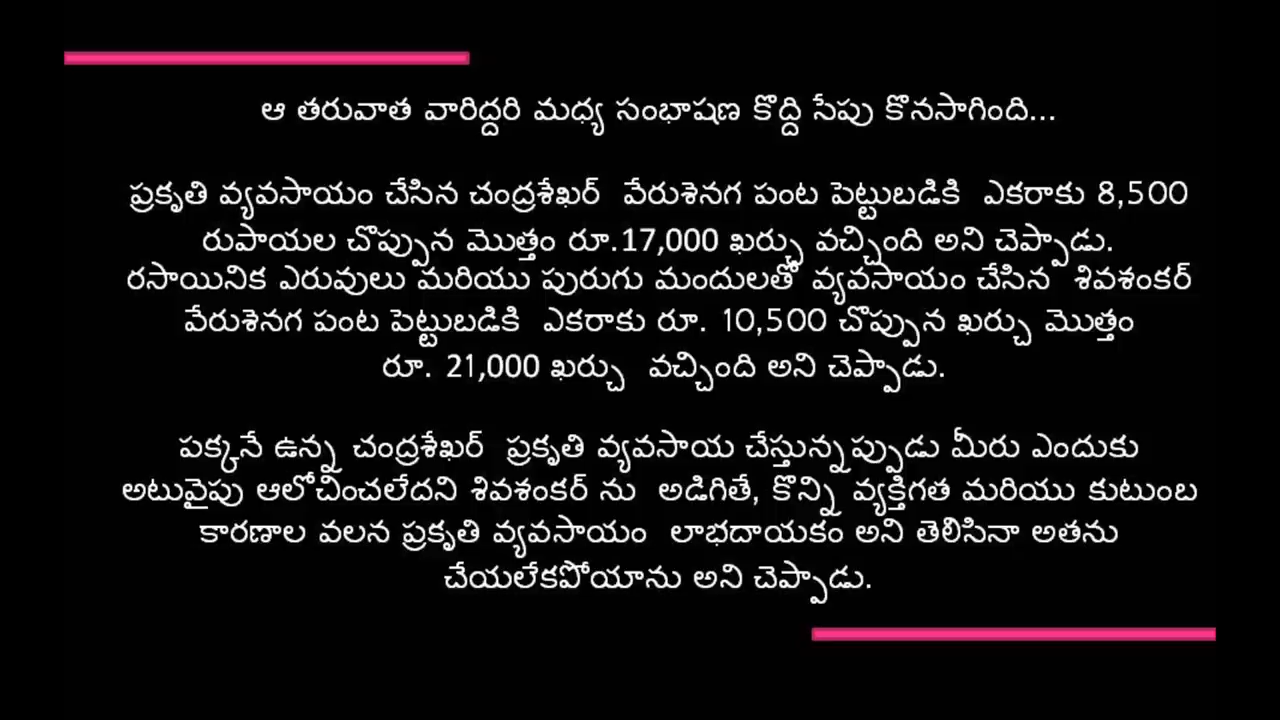 ఆ తరువాత వారిద్దరి మధ్య సంభాషణ కొద్ది సేపు కొనసాగింది...
ప్రకృతి వ్యవసాయం చేసిన చంద్రశేఖర్ వేరుశెనగ పంట పెట్టుబడికి ఎకరాకు 8,500
రుపాయల చొప్పున మొత్తం రూ.17,000 ఖర్చు వచ్చింది అని చెప్పాడు.
రసాయినిక ఎరువులు మరియు పురుగు మందులతో వ్యవసాయం చేసిన శివశంకర్
వేరుశెనగ పంట పెట్టుబడికి ఎకరాకు రూ. 10,500 చొప్పున ఖర్చు మొత్తం
రూ. 21,000 ఖర్చు వచ్చింది అని చెప్పాడు.
పక్కనే ఉన్న చంద్రశేఖర్ ప్రకృతి వ్యవసాయ చేస్తున్నప్పుడు మీరు ఎందుకు
అటువైపు ఆలోచించలేదని శివశంకర్ ను అడిగితే, కొన్ని వ్యక్తిగత మరియు కుటుంబ
కారణాల వలన ప్రకృతి వ్యవసాయం లాభదాయకం అని తెలిసినా అతను
చేయలేకపోయాను అని చెప్పాడు.